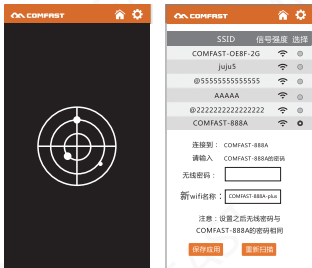 COMFAST
COMFAST
SSID 信号强度 选择
COMFAST-OE8F-2G
juju5
@55555555555555
AAAAA
@2222222222222222
COMFAST-888A
连接到： COMFAST-888A
请输入 COMFAST-888A的密码
无线密码：
新wifi名称： COMFAST-888A-plus
注意：设置之后无线密码与
COMFAST-888A的密码相同
保存应用 重新扫描